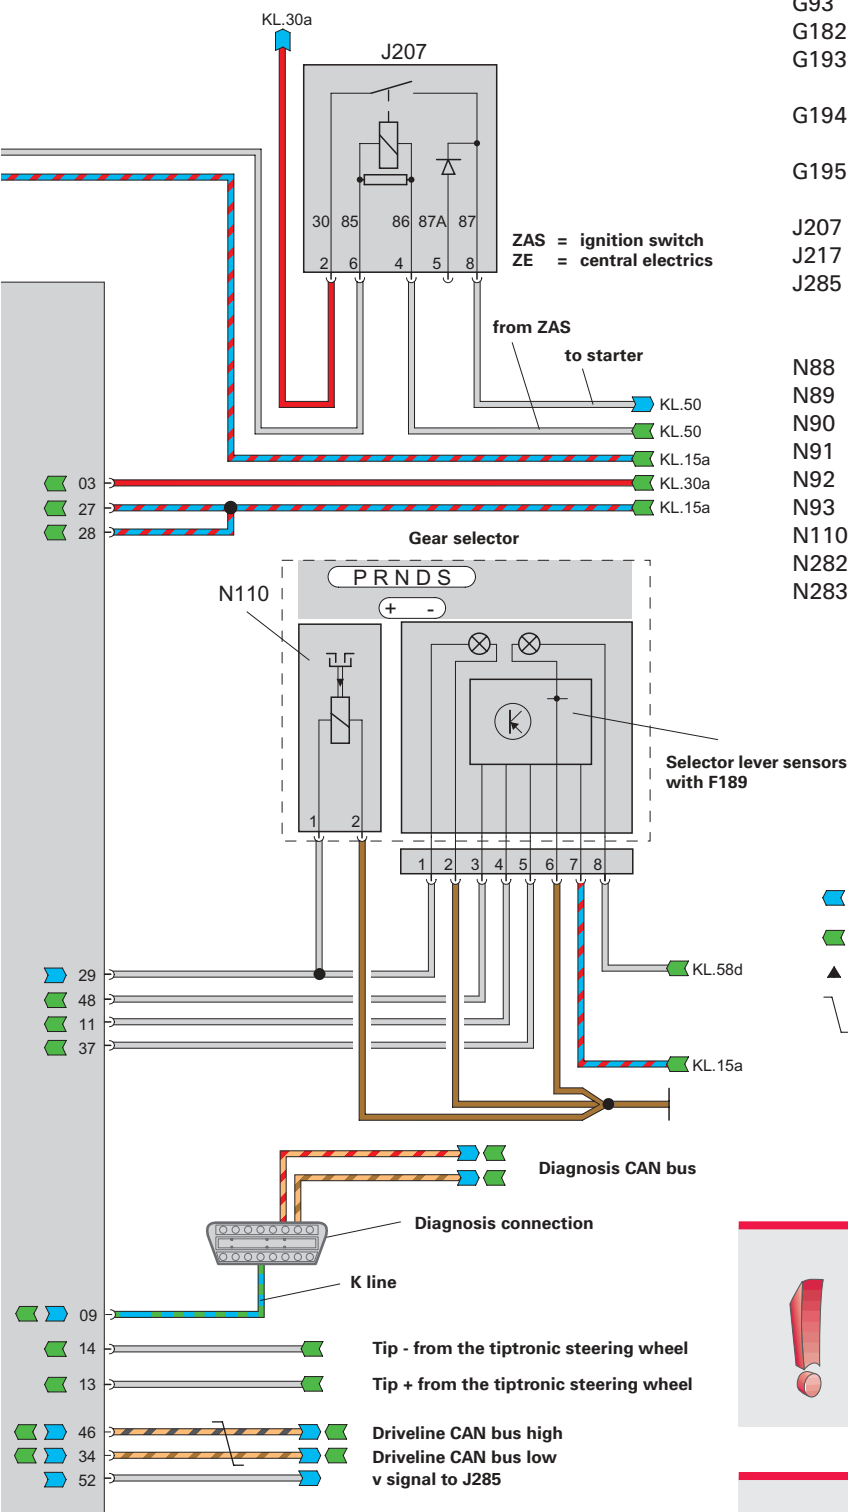 KL.30a
G93
G182
G193
G194
G195
J207
J217
J285
N88
N89
N90
N91
N92
N93
N110
N282
N283
J207
30 85 86 87A 87
2 6 4 5 8
ZAS = ignition switch
ZE = central electrics
from ZAS
to starter
KL.50
KL.50
KL.15a
03 KL.30a
27 KL.15a
28
Gear selector
N110
P R N D S
+ -
Selector lever sensors
with F189
1 2
1 2 3 4 5 6 7 8
29 KL.58d
48
11
37
KL.15a
Diagnosis CAN bus
Diagnosis connection
K line
09
14 Tip - from the tiptronic steering wheel
13 Tip + from the tiptronic steering wheel
46 Driveline CAN bus high
34 Driveline CAN bus low
52 v signal to J285